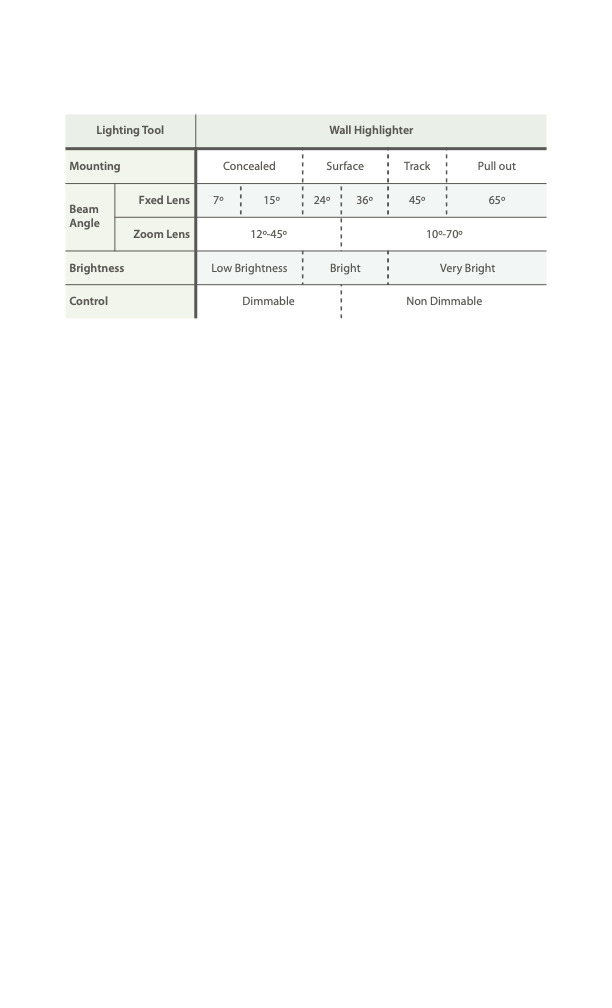 Lighting Tool Wall Highlighter
Mounting Concealed Surface Track Pull out
Beam Angle Fxed Lens 7º 15º 24º 36º 45º 65º
Zoom Lens 12º-45º 10º-70º
Brightness Low Brightness Bright Very Bright
Control Dimmable Non Dimmable